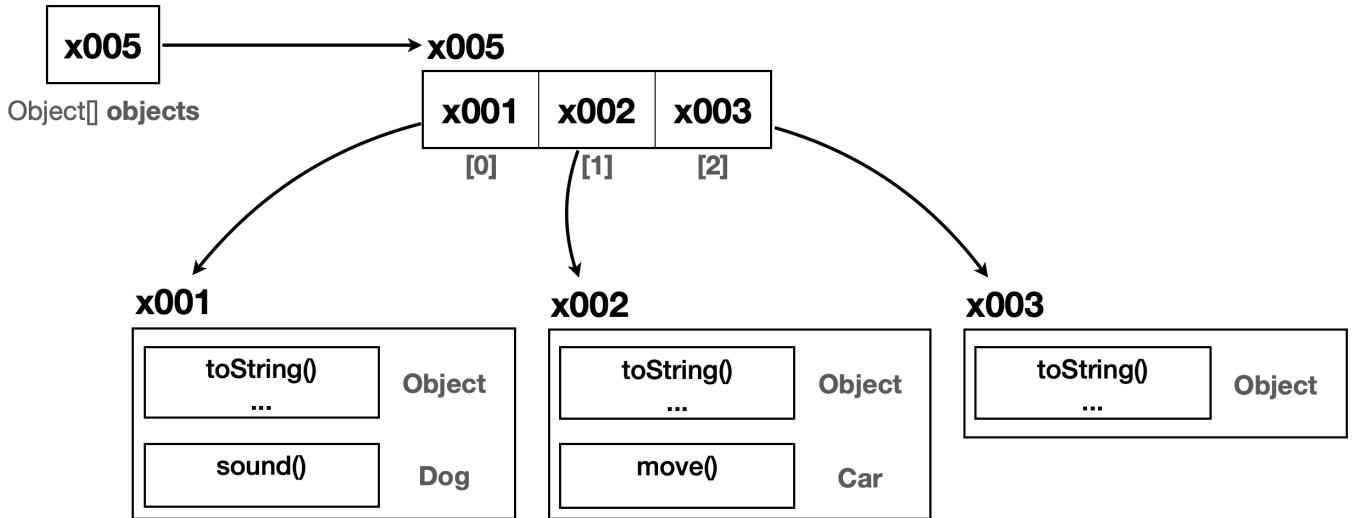 x005
Object[] objects
x005
x001 x002 x003
[0] [1] [2]
x001
toString()
...
Object
sound()
Dog
x002
toString()
...
Object
move()
Car
x003
toString()
...
Object